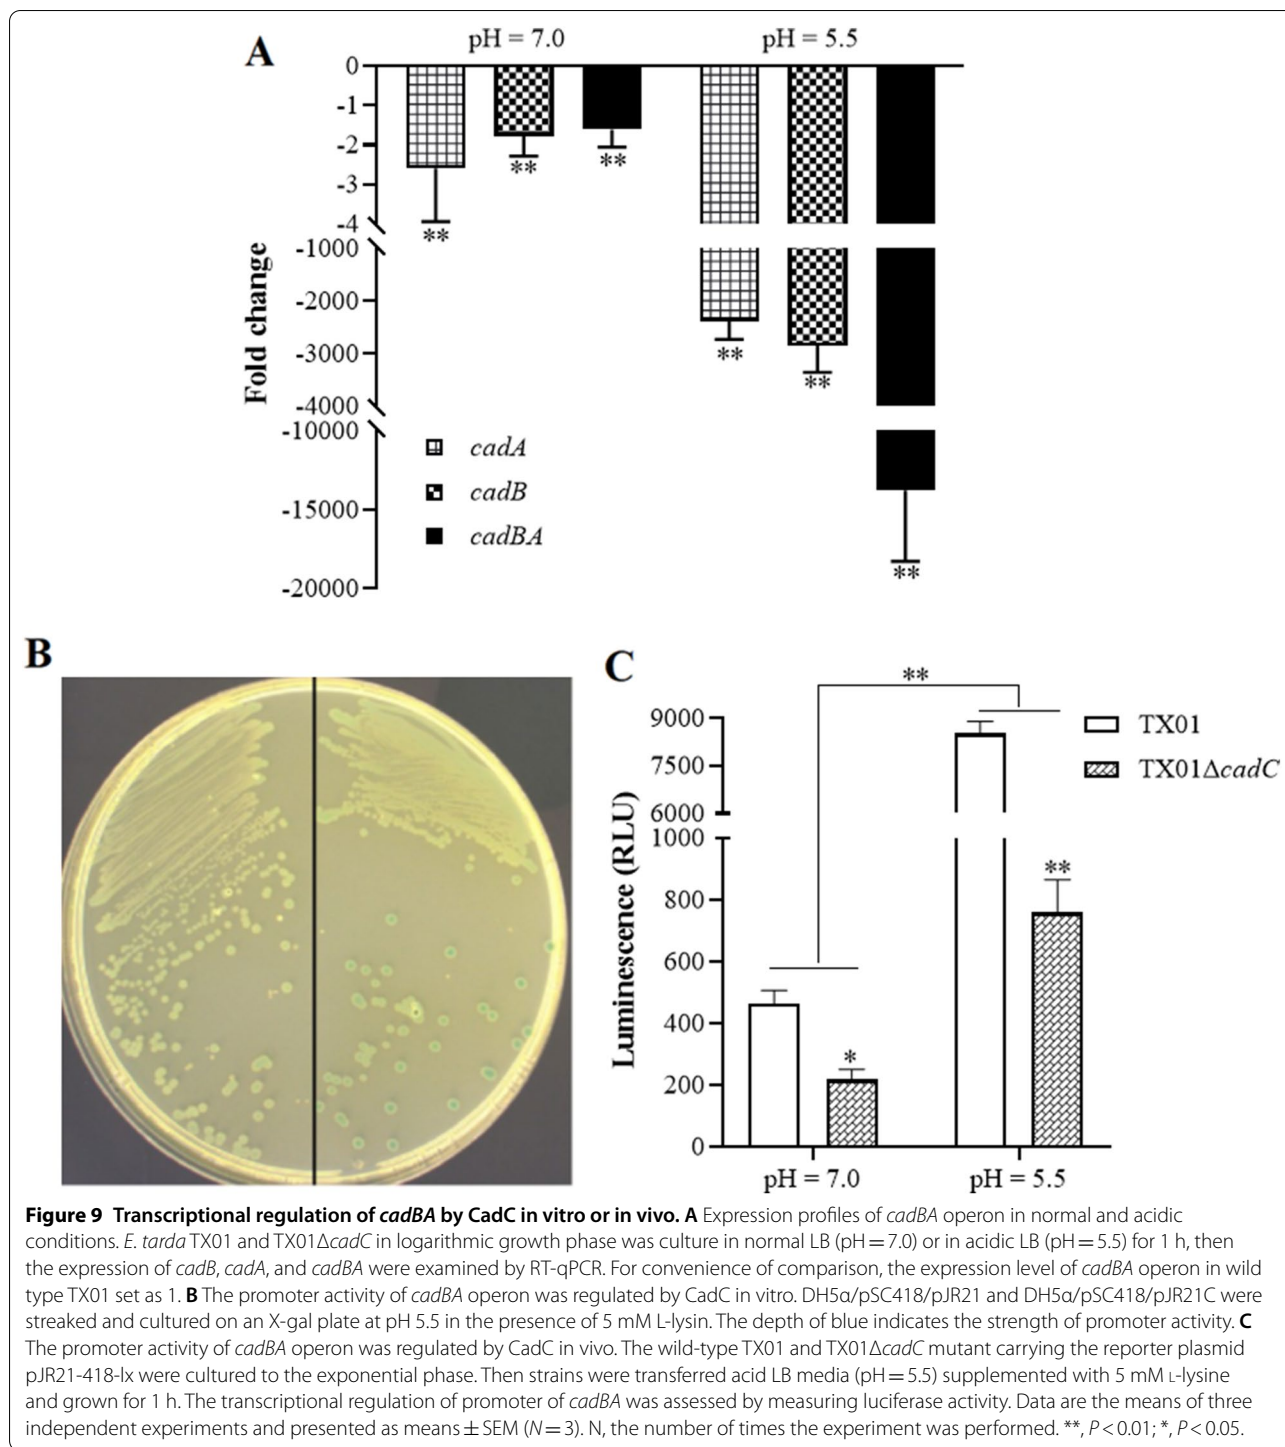 A
pH = 7.0
pH = 5.5
0
-1
-2
-3
-4
-1000
-2000
-3000
-4000
-10000
-15000
-20000
Fold change
**
**
**
**
**
**
cadA
cadB
cadBA
B
C
**
9000
7500
6000
1000
800
600
400
200
0
Luminescence (RLU)
TX01
TX01ΔcadC
*
**
pH = 7.0
pH = 5.5
Figure 9 Transcriptional regulation of cadBA by CadC in vitro or in vivo. A Expression profiles of cadBA operon in normal and acidic
conditions. E. tarda TX01 and TX01ΔcadC in logarithmic growth phase was culture in normal LB (pH = 7.0) or in acidic LB (pH = 5.5) for 1 h, then
the expression of cadB, cadA, and cadBA were examined by RT-qPCR. For convenience of comparison, the expression level of cadBA operon in wild
type TX01 set as 1. B The promoter activity of cadBA operon was regulated by CadC in vitro. DH5α/pSC418/pJR21 and DH5α/pSC418/pJR21C were
streaked and cultured on an X-gal plate at pH 5.5 in the presence of 5 mM L-lysin. The depth of blue indicates the strength of promoter activity. C
The promoter activity of cadBA operon was regulated by CadC in vivo. The wild-type TX01 and TX01ΔcadC mutant carrying the reporter plasmid
pJR21-418-lx were cultured to the exponential phase. Then strains were transferred acid LB media (pH = 5.5) supplemented with 5 mM L-lysine
and grown for 1 h. The transcriptional regulation of promoter of cadBA was assessed by measuring luciferase activity. Data are the means of three
independent experiments and presented as means ± SEM (N = 3). N, the number of times the experiment was performed. **, P < 0.01; *, P < 0.05.